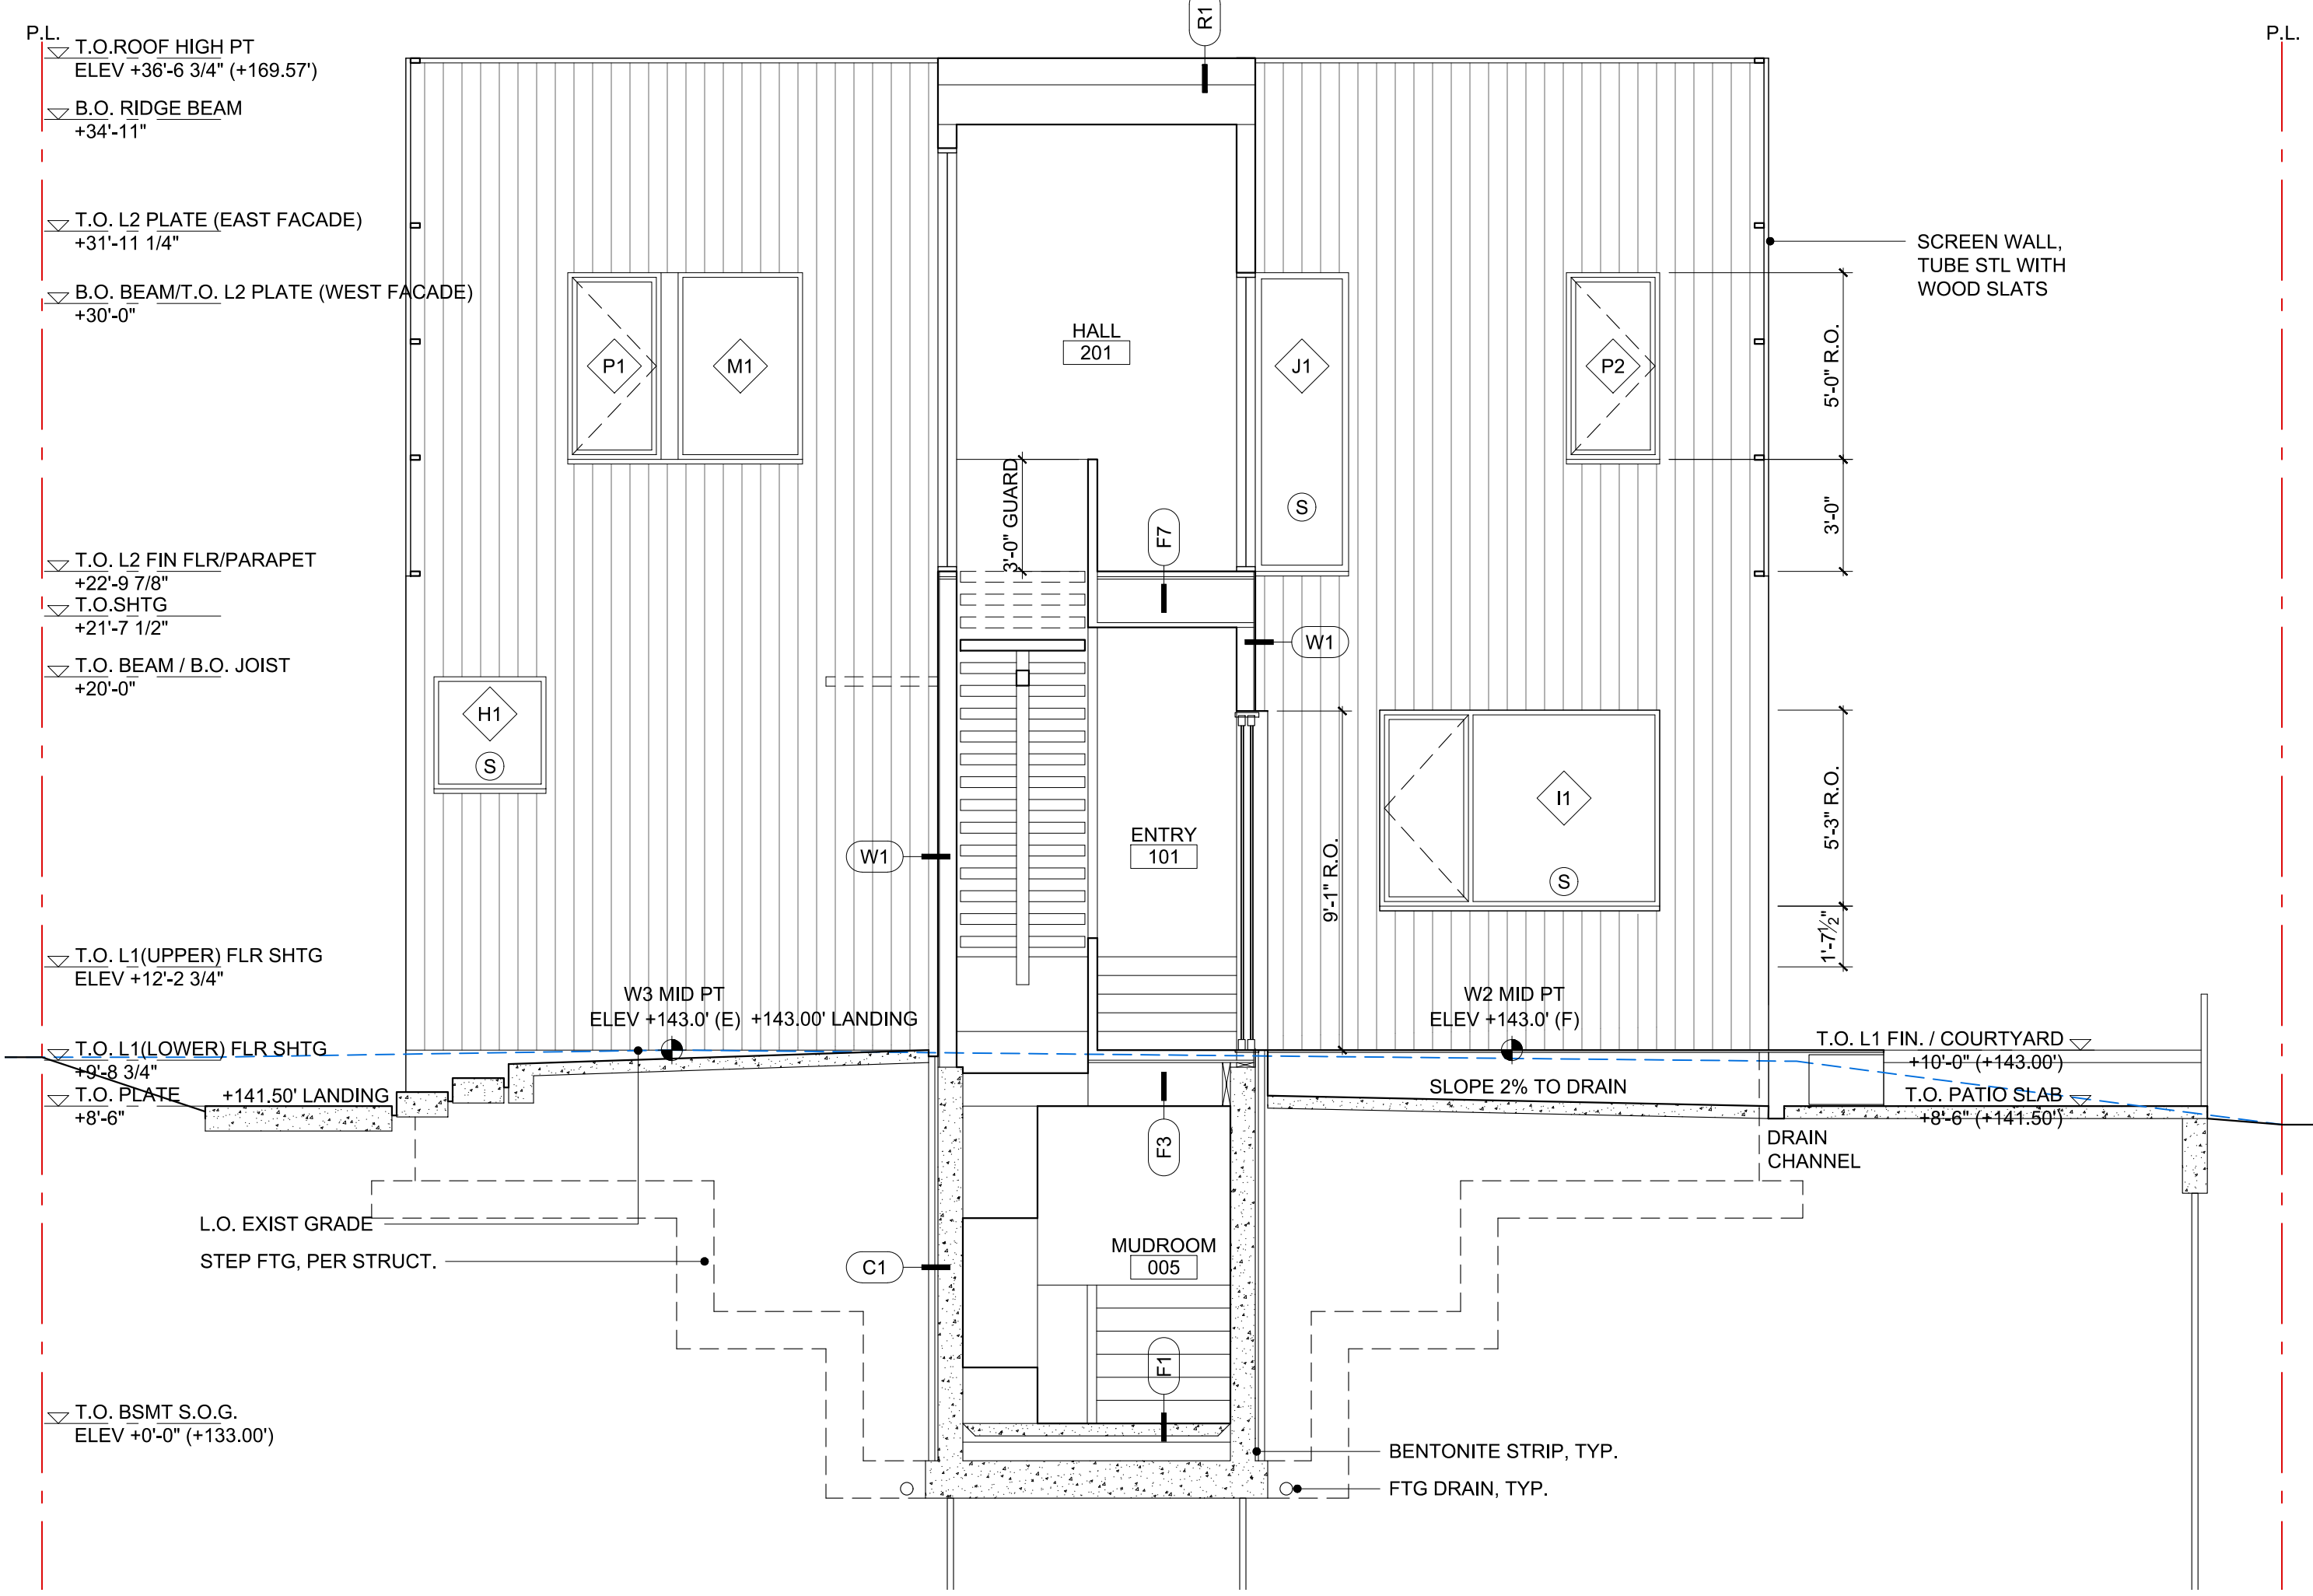 R1
P.L.
P.L.
T.O.ROOF HIGH PT
ELEV +36'-6 3/4" (+169.57')
B.O. RIDGE BEAM
+34'-11"
T.O. L2 PLATE (EAST FACADE)
+31'-11 1/4"
B.O. BEAM/T.O. L2 PLATE (WEST FACADE)
+30'-0"
T.O. L2 FIN FLR/PARAPET
+22'-9 7/8"
T.O.SHTG
+21'-7 1/2"
T.O. BEAM / B.O. JOIST
+20'-0"
T.O. L1(UPPER) FLR SHTG
ELEV +12'-2 3/4"
T.O. L1(LOWER) FLR SHTG
+9'-8 3/4"
T.O. PLATE
+8'-6"
+141.50' LANDING
T.O. BSMT S.O.G.
ELEV +0'-0" (+133.00')
SCREEN WALL,
TUBE STL WITH
WOOD SLATS
P1
M1
HALL
201
J1
S
P2
5'-0" R.O.
3'-0"
3'-0" GUARD
F7
W1
H1
S
W1
ENTRY
101
9'-1" R.O.
I1
S
5'-3" R.O.
1'-7½"
W3 MID PT
ELEV +143.0' (E)
+143.00' LANDING
W2 MID PT
ELEV +143.0' (F)
T.O. L1 FIN. / COURTYARD
+10'-0" (+143.00')
SLOPE 2% TO DRAIN
T.O. PATIO SLAB
+8'-6" (+141.50')
DRAIN
CHANNEL
F3
L.O. EXIST GRADE
STEP FTG, PER STRUCT.
C1
MUDROOM
005
F1
BENTONITE STRIP, TYP.
FTG DRAIN, TYP.